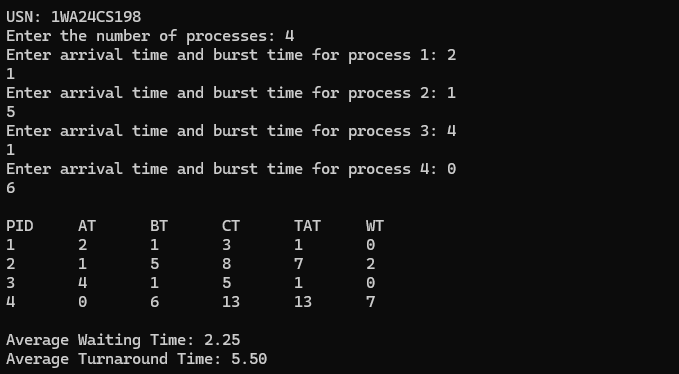 USN: 1WA24CS198
Enter the number of processes: 4
Enter arrival time and burst time for process 1: 2
1
Enter arrival time and burst time for process 2: 1
5
Enter arrival time and burst time for process 3: 4
1
Enter arrival time and burst time for process 4: 0
6
PID AT BT CT TAT WT
1 2 1 3 1 0
2 1 5 8 7 2
3 4 1 5 1 0
4 0 6 13 13 7
Average Waiting Time: 2.25
Average Turnaround Time: 5.50